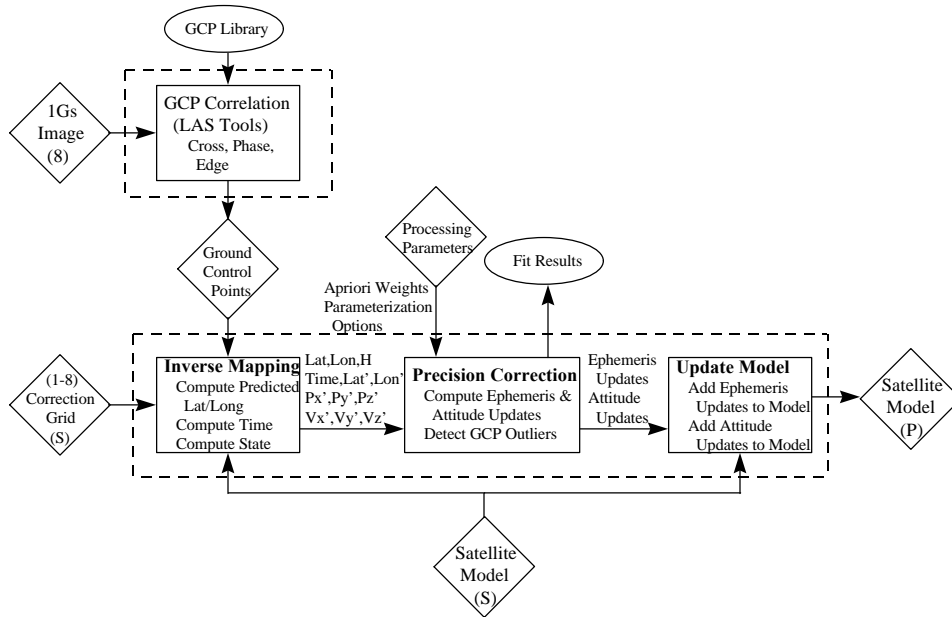 GCP Library
1Gs
Image
(8)
GCP Correlation
(LAS Tools)
Cross, Phase,
Edge
Ground
Control
Points
Processing
Parameters
Fit Results
Apriori Weights
Parameterization
Options
(1-8)
Correction
Grid
(S)
Inverse Mapping
Compute Predicted
Lat/Long
Compute Time
Compute State
Lat,Lon,H
Time,Lat’,Lon’
Px’,Py’,Pz’
Vx’,Vy’,Vz’
Precision Correction
Compute Ephemeris &
Attitude Updates
Detect GCP Outliers
Ephemeris
Updates
Attitude
Updates
Update Model
Add Ephemeris
Updates to Model
Add Attitude
Updates to Model
Satellite
Model
(P)
Satellite
Model
(S)